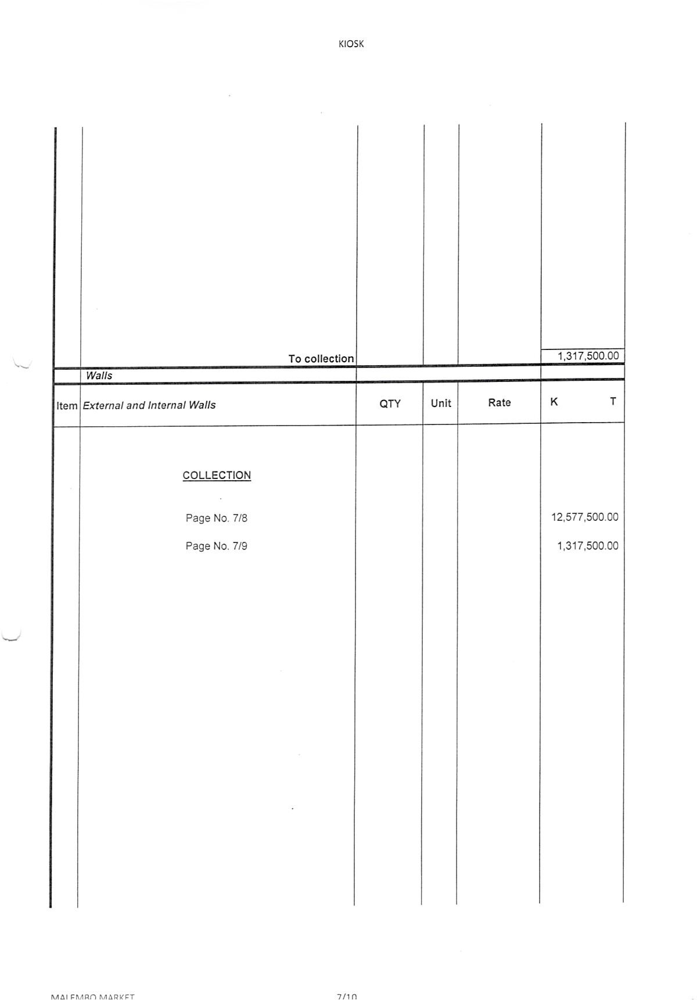 KIOSK
To collection 1,317,500.00
Walls
Item External and Internal Walls QTY Unit Rate K T
COLLECTION
Page No. 7/8 12,577,500.00
Page No. 7/9 1,317,500.00
MALEMBO MARKET 7/10